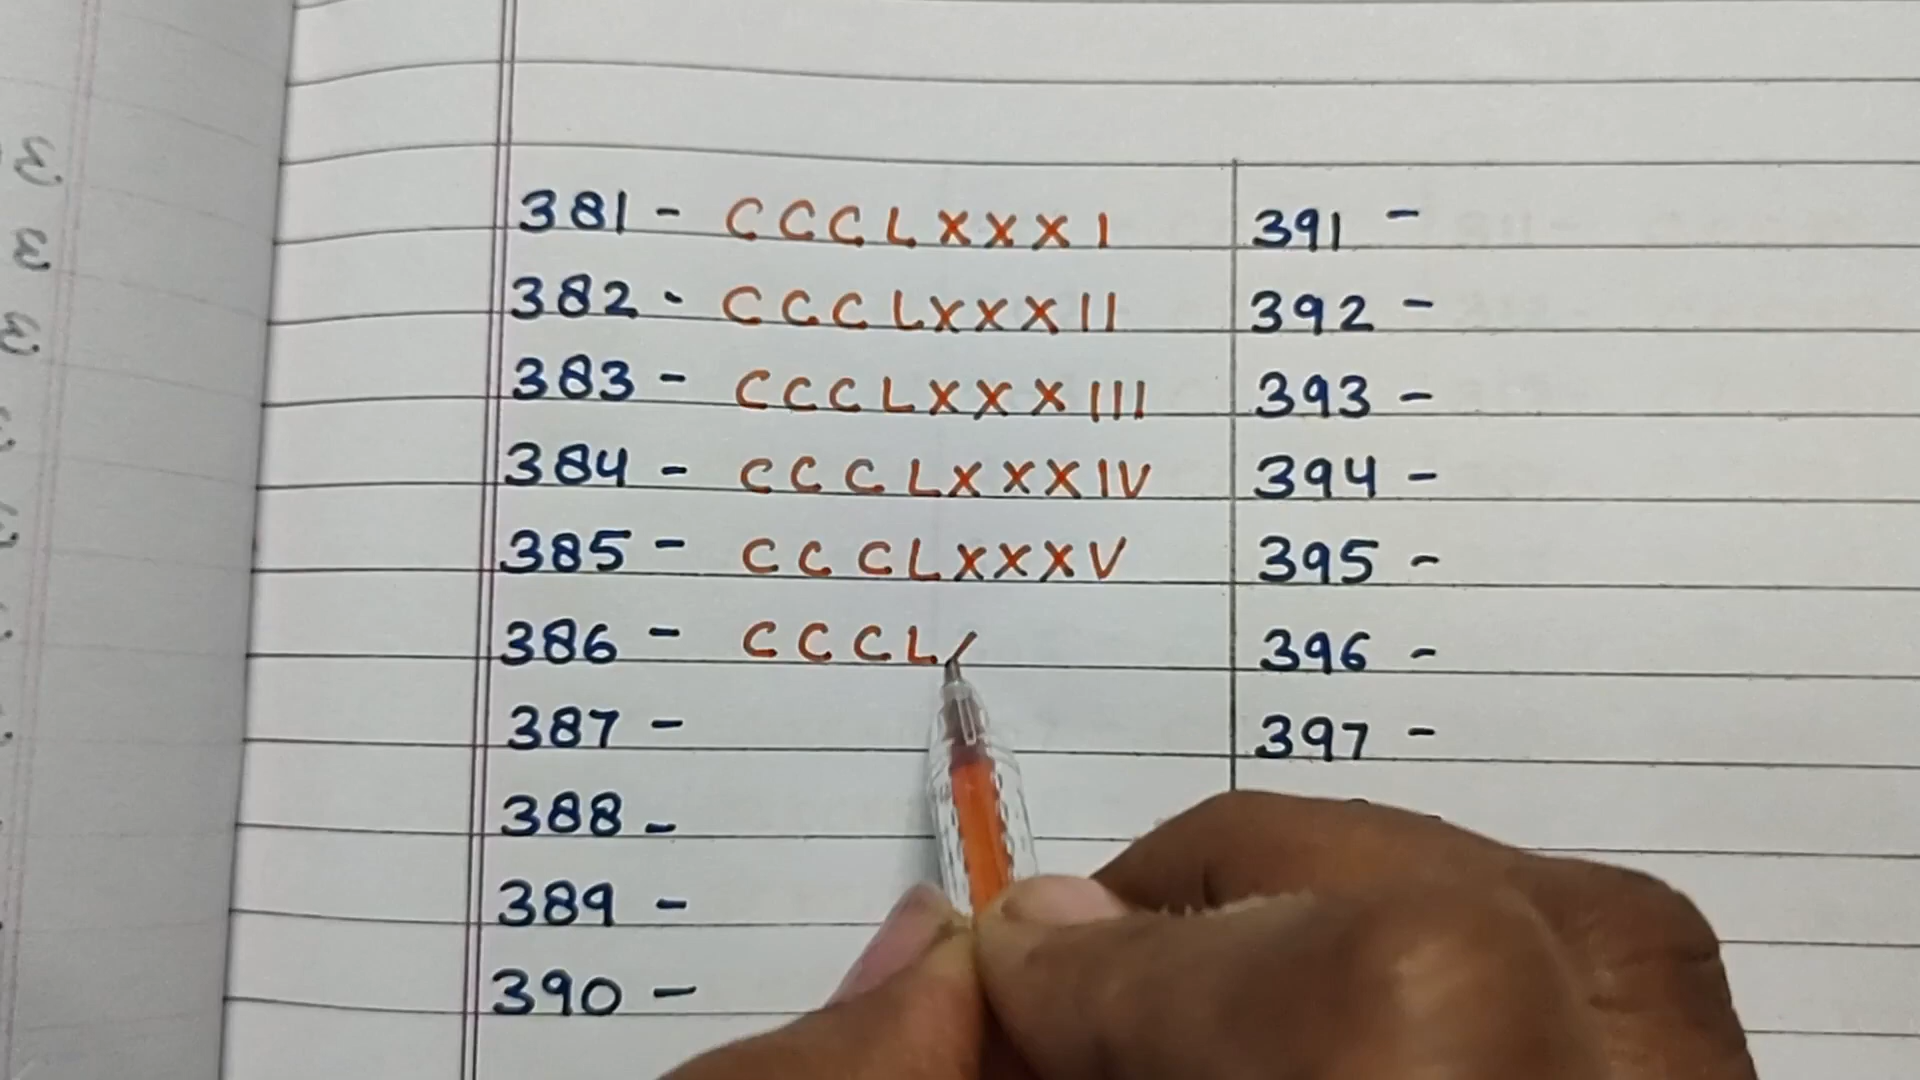 381 - CCCLXXXI
382 - CCCLXXXII
383 - CCCLXXXIII
384 - CCCLXXXIV
385 - CCCLXXXV
386 - CCCL
387 -
388 -
389 -
390 -
391 -
392 -
393 -
394 -
395 -
396 -
397 -